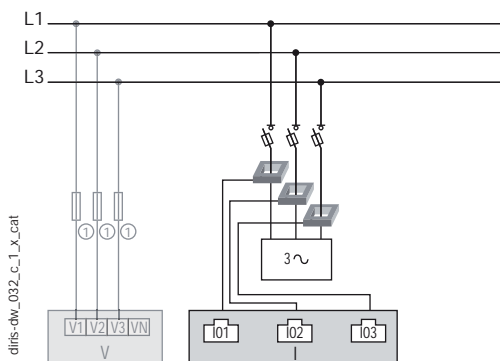 L1
L2
L3
1 1 1
3∿
V1 V2 V3 VN
V
I01 I02 I03
I
diris-dw_032_c_1_x_cat